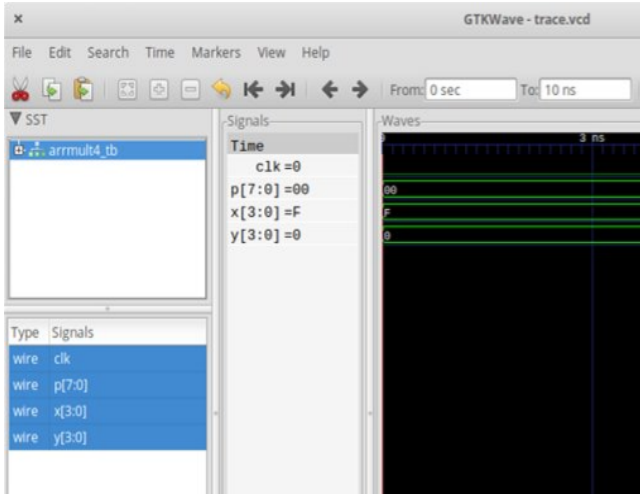 GTKWave - trace.vcd
File Edit Search Time Markers View Help
From: 0 sec To: 10 ns
SST
Signals
Waves
arrmult4_tb
Time
3 ns
clk=0
p[7:0]=00
00
x[3:0]=F
F
y[3:0]=0
0
Type Signals
wire clk
wire p[7:0]
wire x[3:0]
wire y[3:0]